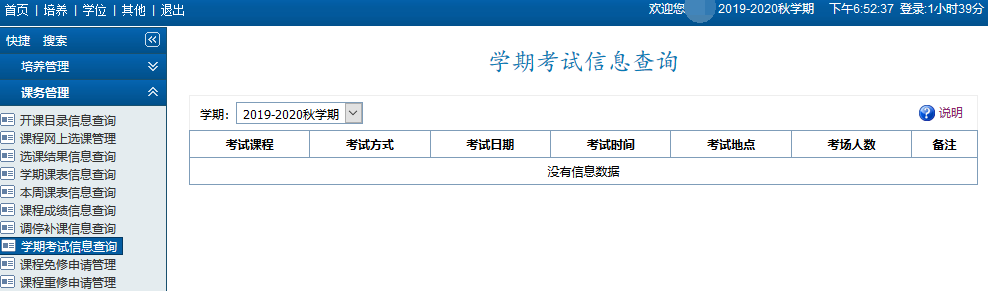 首页 | 培养 | 学位 | 其他 | 退出
欢迎您 2019-2020秋学期 下午6:52:37 登录:1小时39分
快捷 搜索
培养管理
课务管理
开课目录信息查询
课程网上选课管理
选课结果信息查询
学期课表信息查询
本周课表信息查询
课程成绩信息查询
调停补课信息查询
学期考试信息查询
课程免修申请管理
课程重修申请管理
学期考试信息查询
学期： 2019-2020秋学期 说明
考试课程 考试方式 考试日期 考试时间 考试地点 考场人数 备注
没有信息数据